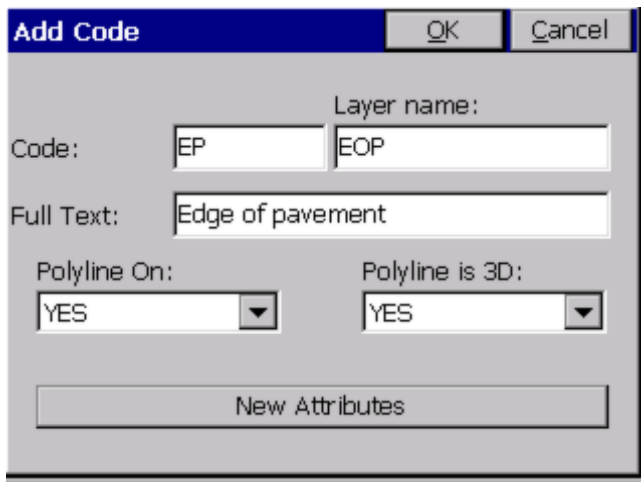 Add Code OK Cancel
Layer name:
Code: EP EOP
Full Text: Edge of pavement
Polyline On: Polyline is 3D:
YES YES
New Attributes